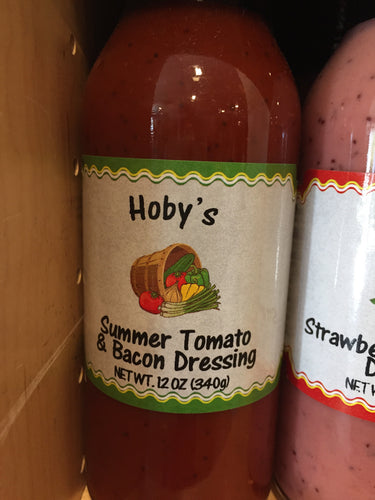 Hoby's
Summer Tomato
& Bacon Dressing
NET WT. 12 OZ (340g)